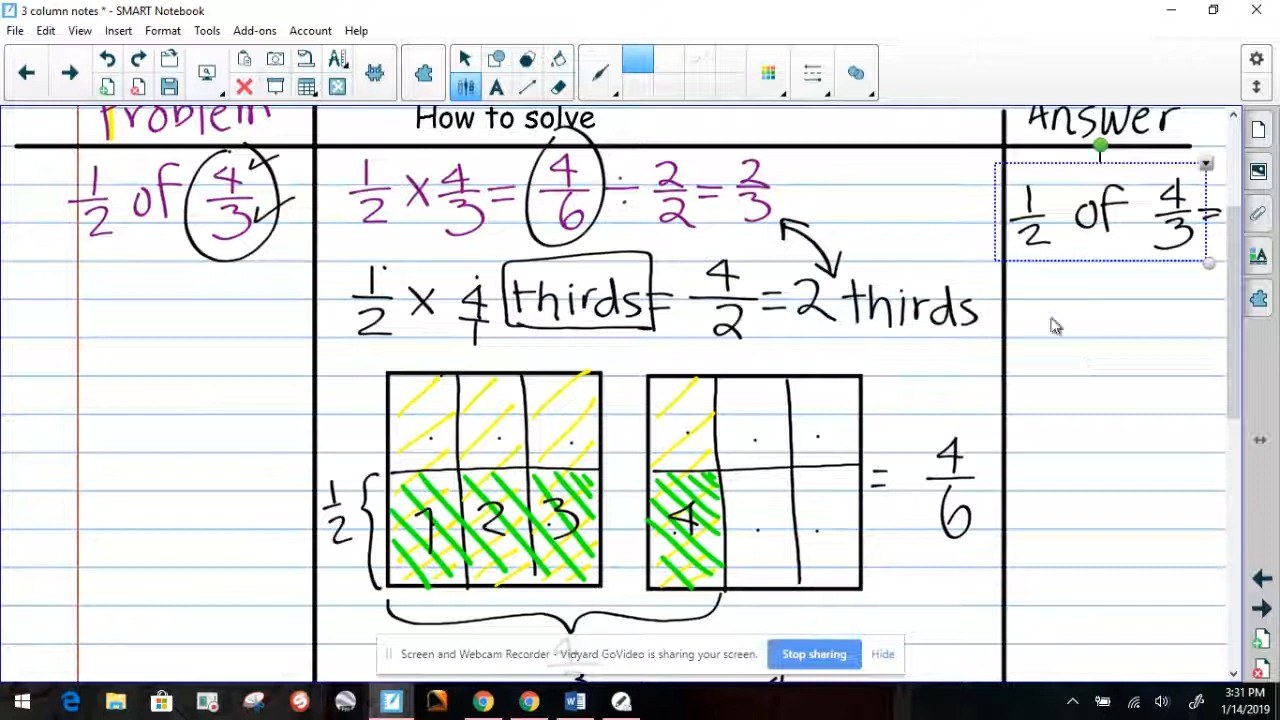 3 column notes * - SMART Notebook
File Edit View Insert Format Tools Add-ons Account Help
Problem How to solve Answer
1/2 of 4/3
1/2 × 4/3 = 4/6 ÷ 2/2 = 2/3
1/2 of 4/3 =
1/2 × 4/1 thirds = 4/2 = 2 thirds
1/2 { 1 2 3 4 = 4/6
Screen and Webcam Recorder - Vidyard GoVideo is sharing your screen. Stop sharing Hide
3:31 PM
1/14/2019